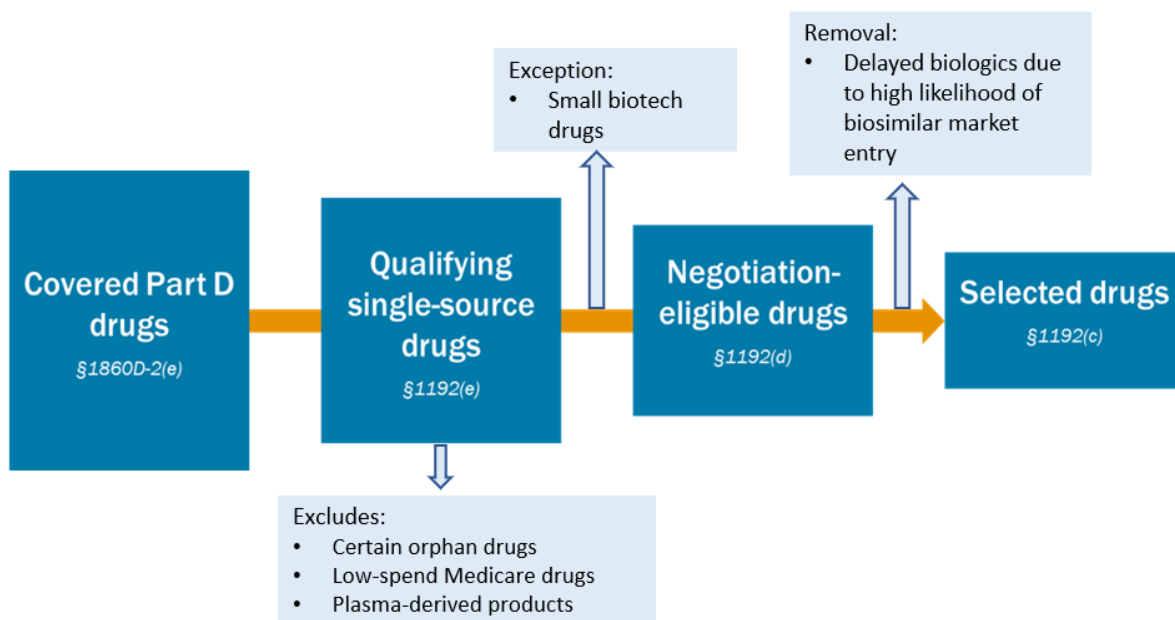 Removal:
• Delayed biologics due
to high likelihood of
biosimilar market
entry
Exception:
• Small biotech
drugs
Covered Part D
drugs
§1860D-2(e)
Qualifying
single-source
drugs
§1192(e)
Negotiation-
eligible drugs
§1192(d)
Selected drugs
§1192(c)
Excludes:
• Certain orphan drugs
• Low-spend Medicare drugs
• Plasma-derived products